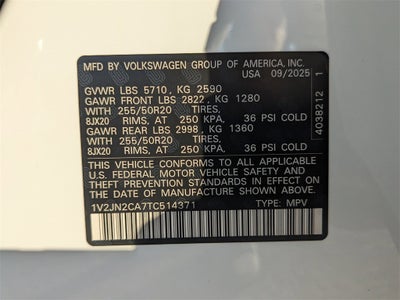 MFD BY VOLKSWAGEN GROUP OF AMERICA, INC.
USA 09/2025
GVWR LBS 5710, KG 2590
GAWR FRONT LBS 2822, KG 1280
WITH 255/50R20 TIRES,
8JX20 RIMS, AT 250 KPA, 36 PSI COLD
GAWR REAR LBS 2998, KG 1360
WITH 255/50R20 TIRES,
8JX20 RIMS, AT 250 KPA, 36 PSI COLD
THIS VEHICLE CONFORMS TO ALL APPLICABLE
U.S. FEDERAL MOTOR VEHICLE SAFETY AND
THEFT PREVENTION STANDARDS IN EFFECT ON
THE DATE OF MANUFACTURE SHOWN ABOVE.
1V2JN2CA7TC514371 TYPE: MPV
4038212 1